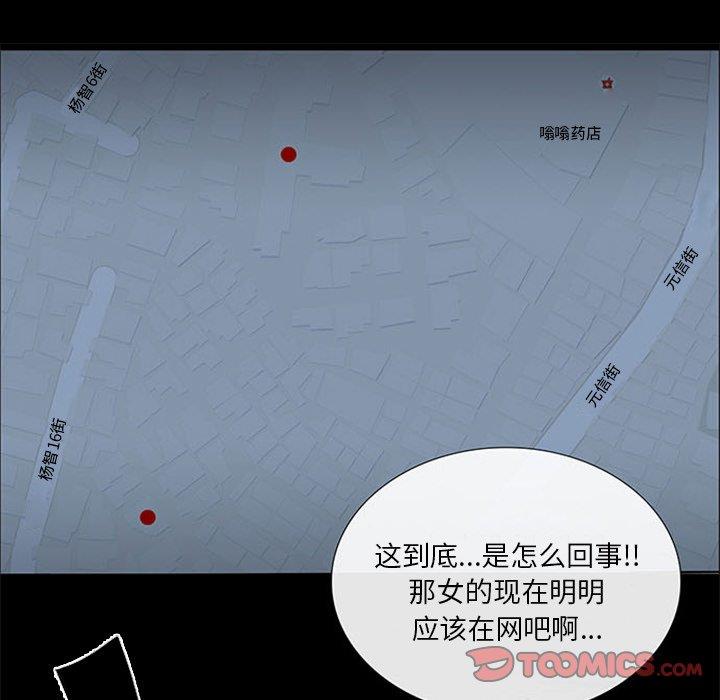 杨智6街
嗡嗡药店
元信街
元信街
杨智16街
这到底...是怎么回事!!
那女的现在明明
应该在网吧啊...
TOOMICS.COM